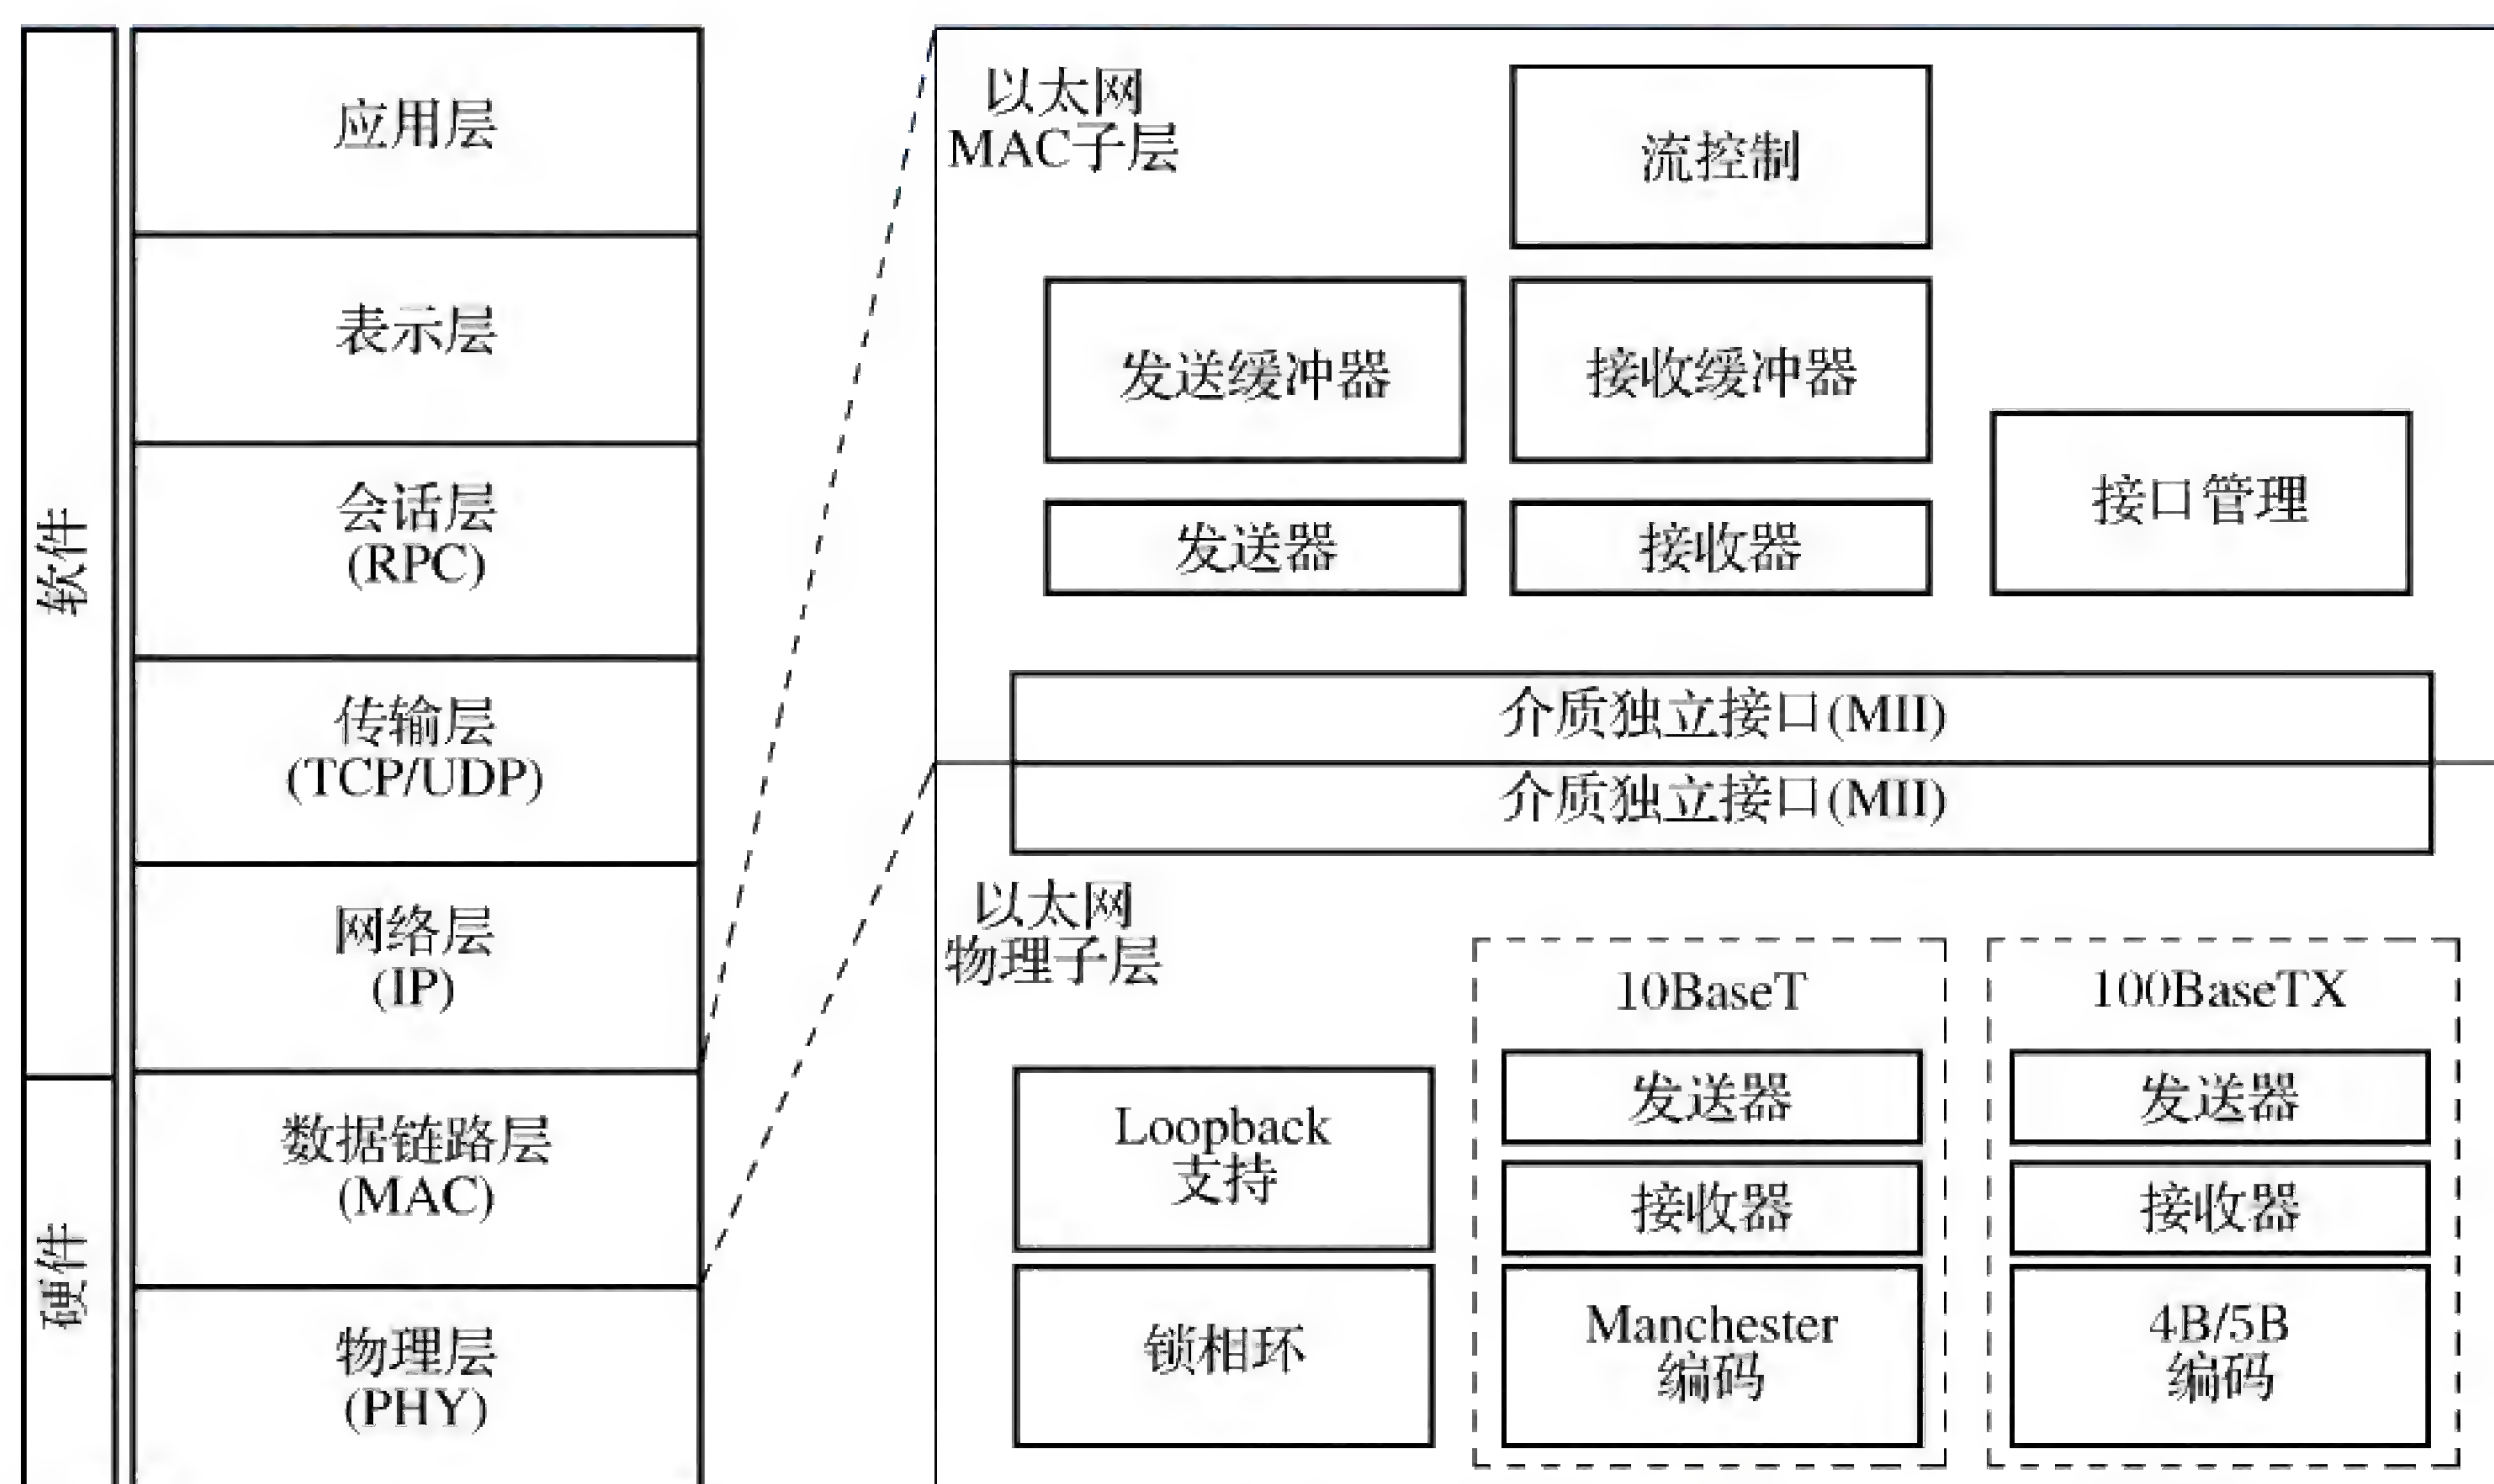 软件
硬件
应用层
表示层
会话层
(RPC)
传输层
(TCP/UDP)
网络层
(IP)
数据链路层
(MAC)
物理层
(PHY)
以太网
MAC子层
流控制
发送缓冲器
接收缓冲器
发送器
接收器
接口管理
介质独立接口(MII)
介质独立接口(MII)
以太网
物理子层
Loopback
支持
锁相环
10BaseT
发送器
接收器
Manchester
编码
100BaseTX
发送器
接收器
4B/5B
编码